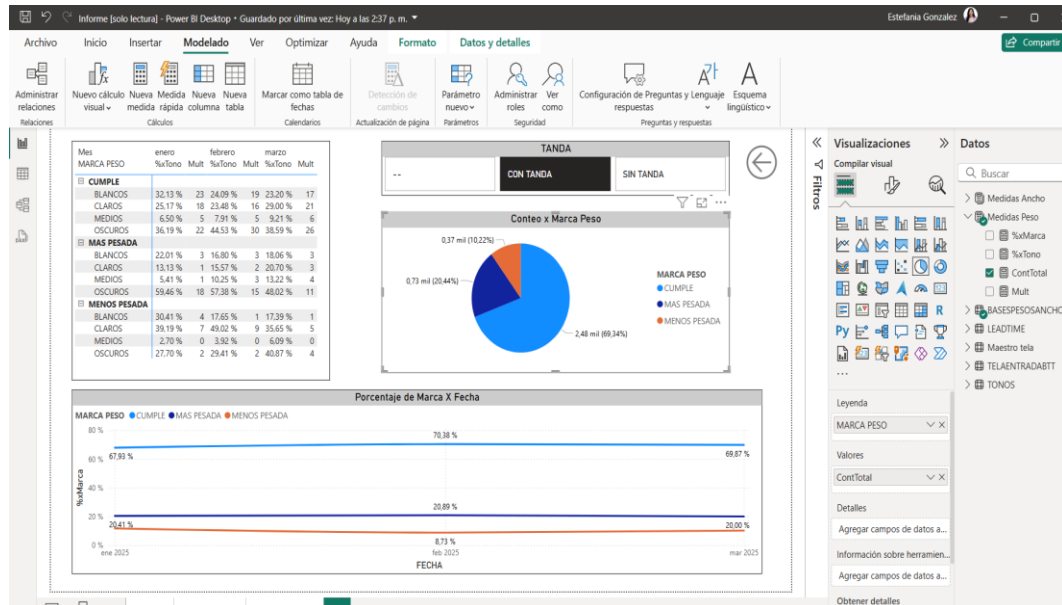 Informe [solo lectura] - Power BI Desktop • Guardado por última vez: Hoy a las 2:37 p. m.
Estefania Gonzalez
Archivo Inicio Insertar Modelado Ver Optimizar Ayuda Formato Datos y detalles
Compartir
Administrar relaciones
Nuevo cálculo visual
Nueva medida
Medida rápida
Nueva columna
Nueva tabla
Marcar como tabla de fechas
Detección de cambios
Parámetro nuevo
Administrar roles
Ver como
Configuración de Preguntas y respuestas
Lenguaje
Esquema lingüístico
Relaciones Cálculos Calendarios Actualización de página Parámetros Seguridad Preguntas y respuestas
Mes enero febrero marzo
MARCA PESO %xTono Mult %xTono Mult %xTono Mult
CUMPLE
BLANCOS 32.13 % 23 24.09 % 19 23.20 % 17
CLAROS 25.17 % 18 23.48 % 16 29.00 % 21
MEDIOS 6.50 % 5 7.91 % 5 9.21 % 6
OSCUROS 36.19 % 22 44.53 % 30 38.59 % 26
MAS PESADA
BLANCOS 22.01 % 3 16.80 % 3 18.06 % 3
CLAROS 13.13 % 1 15.57 % 2 20.70 % 3
MEDIOS 5.41 % 1 10.25 % 3 13.22 % 4
OSCUROS 59.46 % 18 57.38 % 15 48.02 % 11
MENOS PESADA
BLANCOS 30.41 % 4 17.65 % 1 17.39 % 1
CLAROS 39.19 % 7 49.02 % 9 35.65 % 5
MEDIOS 2.70 % 0 3.92 % 0 6.09 % 0
OSCUROS 27.70 % 2 29.41 % 2 40.87 % 4
TANDA
-- CON TANDA SIN TANDA
Conteo x Marca Peso
0,37 mil (10,22%)
0,73 mil (20,44%)
2,48 mil (69,34%)
MARCA PESO
CUMPLE
MAS PESADA
MENOS PESADA
Porcentaje de Marca X Fecha
MARCA PESO CUMPLE MAS PESADA MENOS PESADA
%xMarca
80 %
60 %
40 %
20 %
0 %
67,93 % 70,38 % 69,87 %
20,41 % 20,89 % 20,00 %
8,73 %
ene 2025 feb 2025 mar 2025
FECHA
Filtros
Visualizaciones
Compilar visual
R
Py
...
Leyenda
MARCA PESO
Valores
ContTotal
Detalles
Agregar campos de datos a...
Información sobre herramien...
Agregar campos de datos a...
Obtener detalles
Datos
Buscar
Medidas Ancho
Medidas Peso
%xMarca
%xTono
ContTotal
Mult
BASESPESOSANCHO
LEADTIME
Maestro tela
TELAENTRADABTT
TONOS